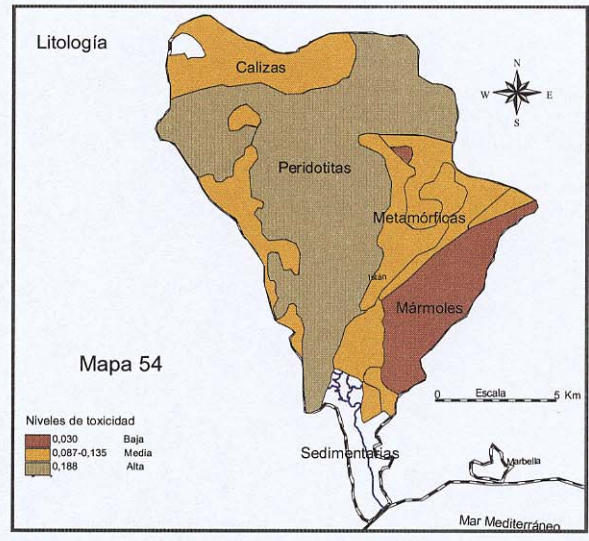 Litología
N
W E
S
Calizas
Peridotitas
Metamórficas
Istán
Mármoles
Mapa 54
Escala 5 Km
Niveles de toxicidad
0,030 Baja
0,087-0,135 Media
0,188 Alta
Sedimentarias
Marbella
Mar Mediterráneo